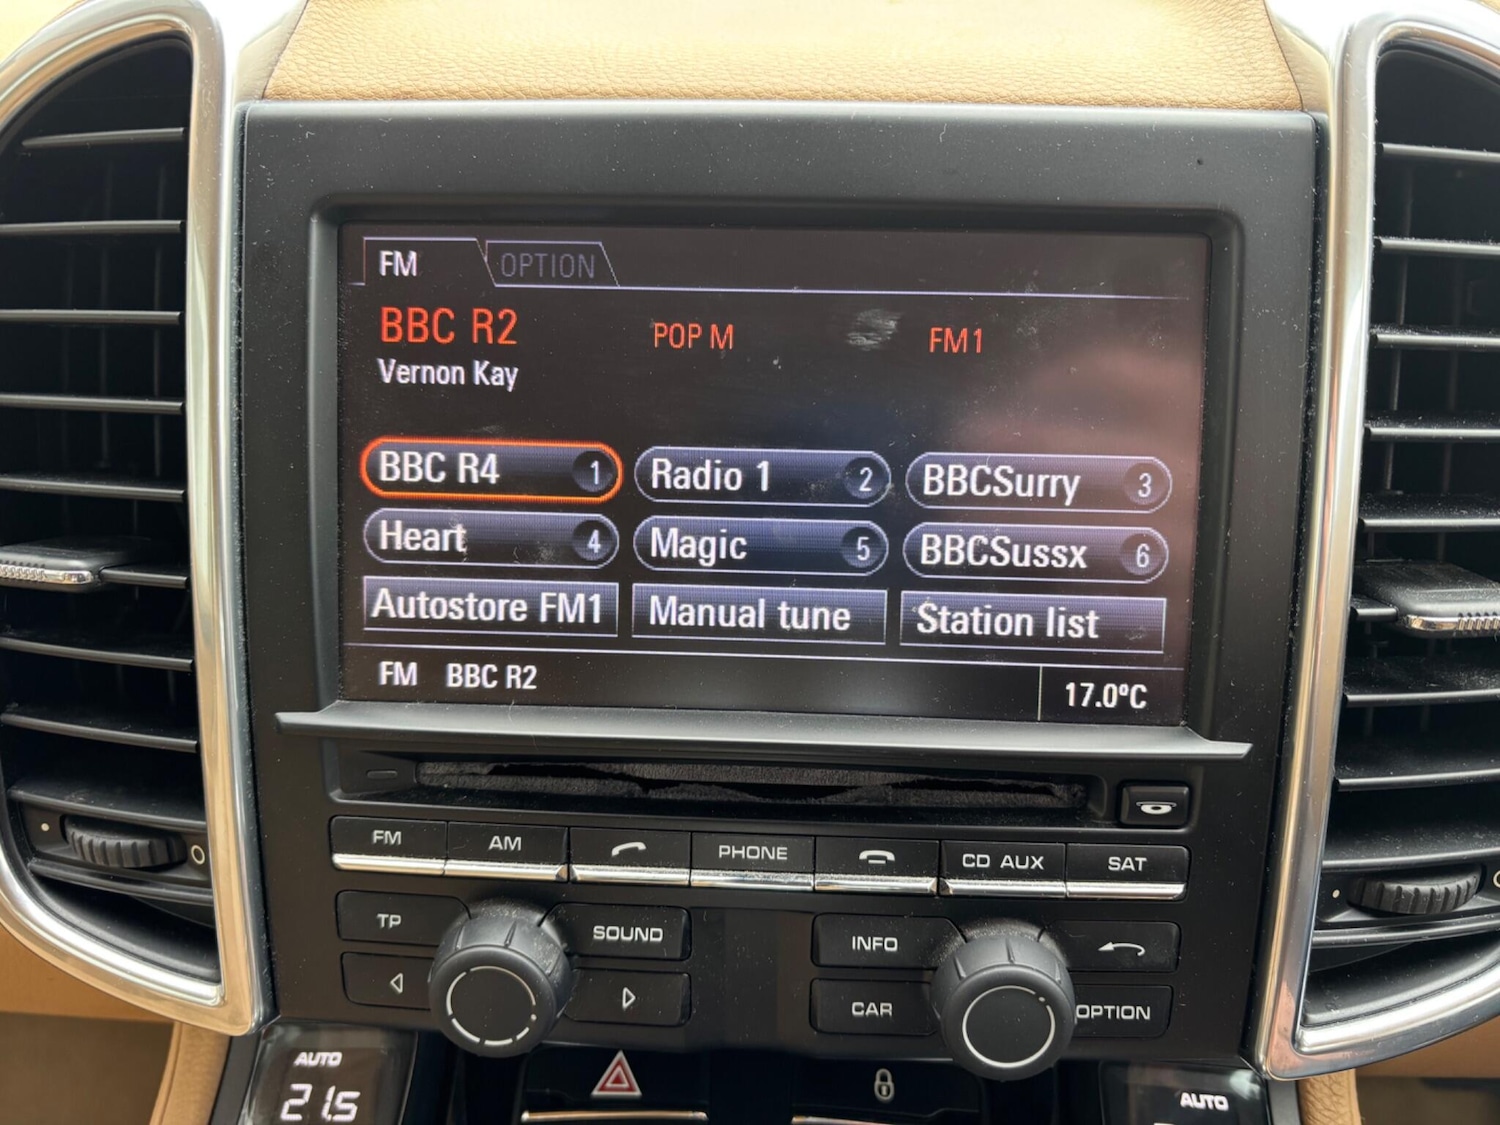 FM OPTION
BBC R2 POP M FM1
Vernon Kay
BBC R4 1 Radio 1 2 BBCSurry 3
Heart 4 Magic 5 BBCSussx 6
Autostore FM1 Manual tune Station list
FM BBC R2 17.0ºC
FM AM PHONE CD AUX SAT
TP SOUND INFO
CAR OPTION
AUTO AUTO
21.5